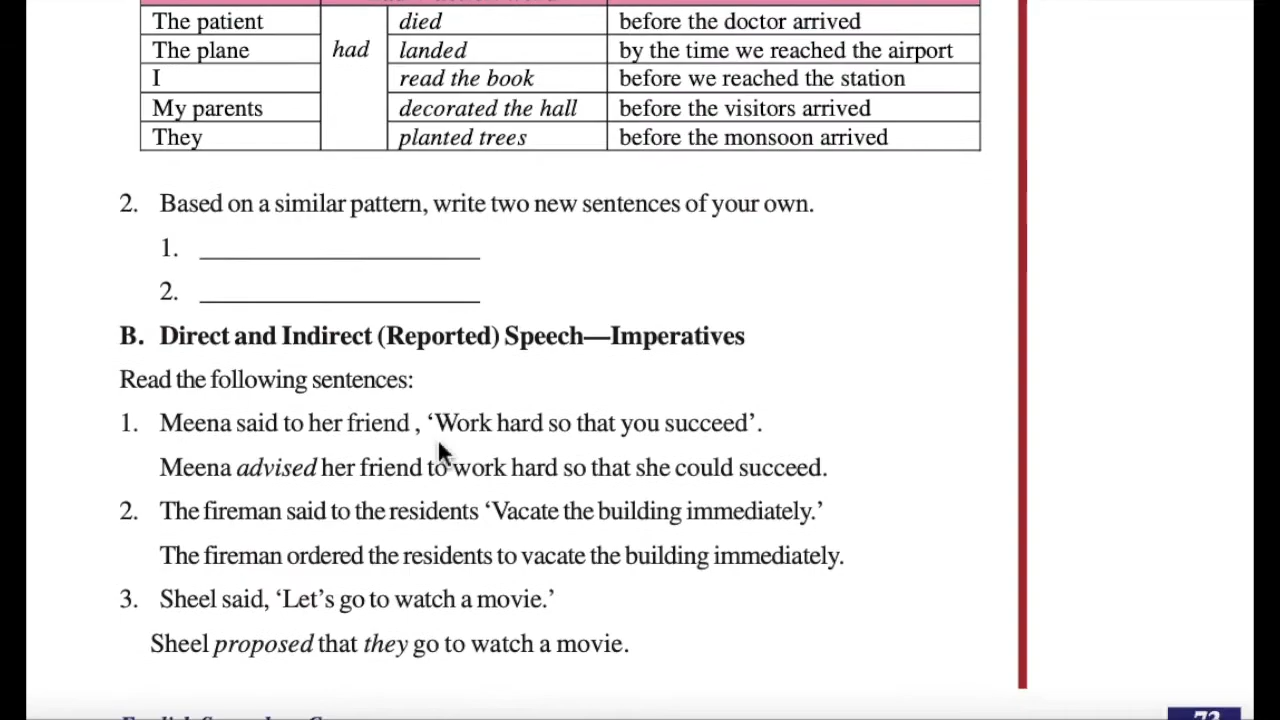 The patient had died before the doctor arrived
The plane landed by the time we reached the airport
I read the book before we reached the station
My parents decorated the hall before the visitors arrived
They planted trees before the monsoon arrived
2. Based on a similar pattern, write two new sentences of your own.
1. ____________________
2. ____________________
B. Direct and Indirect (Reported) Speech—Imperatives
Read the following sentences:
1. Meena said to her friend , ‘Work hard so that you succeed’.
Meena advised her friend to work hard so that she could succeed.
2. The fireman said to the residents ‘Vacate the building immediately.’
The fireman ordered the residents to vacate the building immediately.
3. Sheel said, ‘Let’s go to watch a movie.’
Sheel proposed that they go to watch a movie.
73